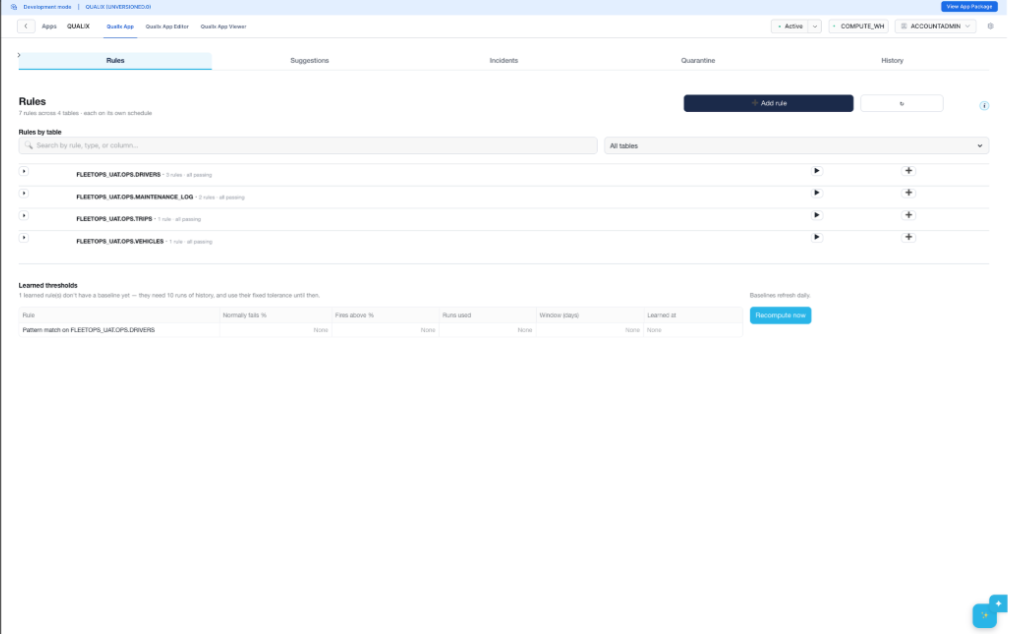 Development mode | QUALIX (UNVERSIONED.0)
View App Package
Apps QUALIX Qualix App Qualix App Editor Qualix App Viewer
Active COMPUTE_WH ACCOUNTADMIN
Rules Suggestions Incidents Quarantine History
Rules
+ Add rule
7 rules across 4 tables · each on its own schedule
Rules by table
Search by rule, type, or column...
All tables
FLEETOPS_UAT.OPS.DRIVERS · 3 rules · all passing
FLEETOPS_UAT.OPS.MAINTENANCE_LOG · 2 rules · all passing
FLEETOPS_UAT.OPS.TRIPS · 1 rule · all passing
FLEETOPS_UAT.OPS.VEHICLES · 1 rule · all passing
Learned thresholds
1 learned rule(s) don't have a baseline yet — they need 10 runs of history, and use their fixed tolerance until then.
Baselines refresh daily.
Rule Normally fails % Fires above % Runs used Window (days) Learned at
Recompute now
Pattern match on FLEETOPS_UAT.OPS.DRIVERS None None None None None